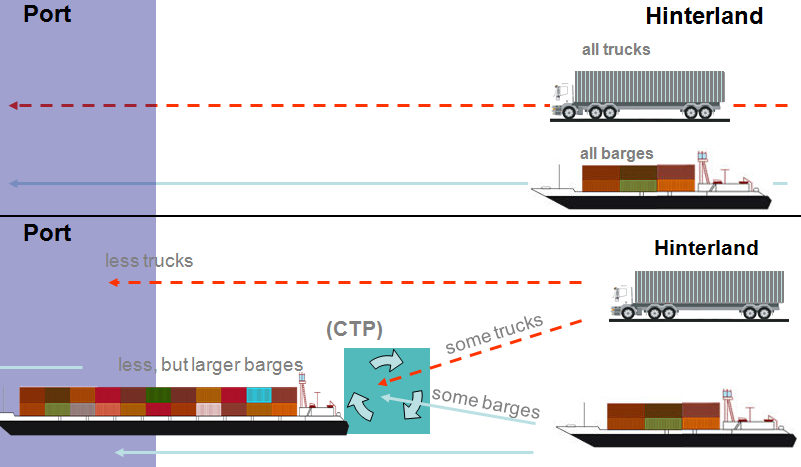 Port
Hinterland
all trucks
all barges
Port
Hinterland
less trucks
(CTP)
some trucks
less, but larger barges
some barges